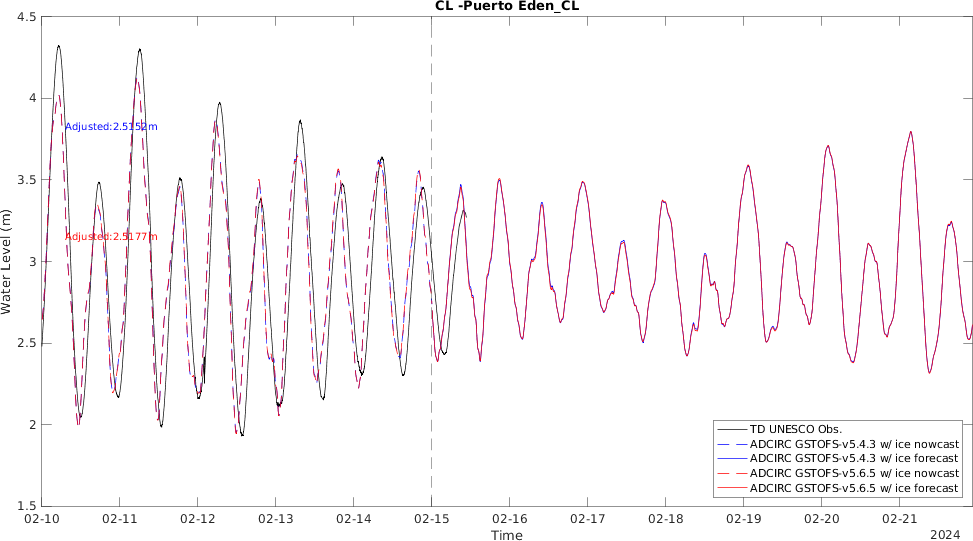 CL -Puerto Eden_CL
4.5
4
3.5
3
2.5
2
1.5
Water Level (m)
Adjusted:2.5152m
Adjusted:2.5177m
TD UNESCO Obs.
ADCIRC GSTOFS-v5.4.3 w/ ice nowcast
ADCIRC GSTOFS-v5.4.3 w/ ice forecast
ADCIRC GSTOFS-v5.6.5 w/ ice nowcast
ADCIRC GSTOFS-v5.6.5 w/ ice forecast
02-10 02-11 02-12 02-13 02-14 02-15 02-16 02-17 02-18 02-19 02-20 02-21
Time
2024